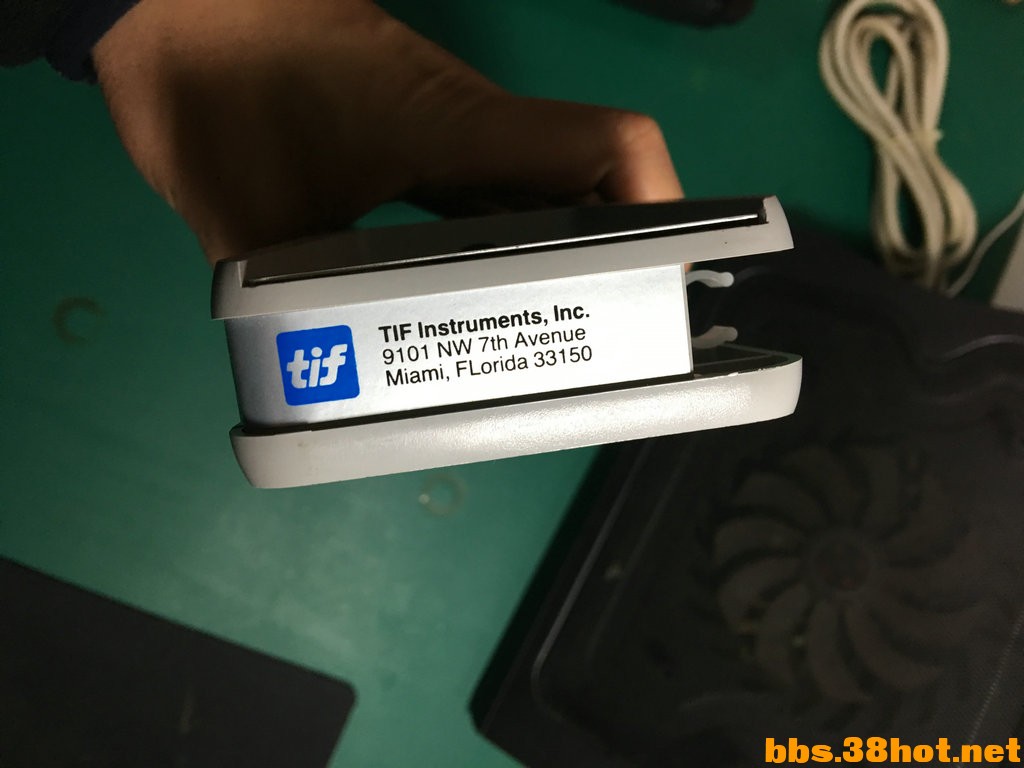 tif
TIF Instruments, Inc.
9101 NW 7th Avenue
Miami, FLorida 33150
bbs.38hot.net